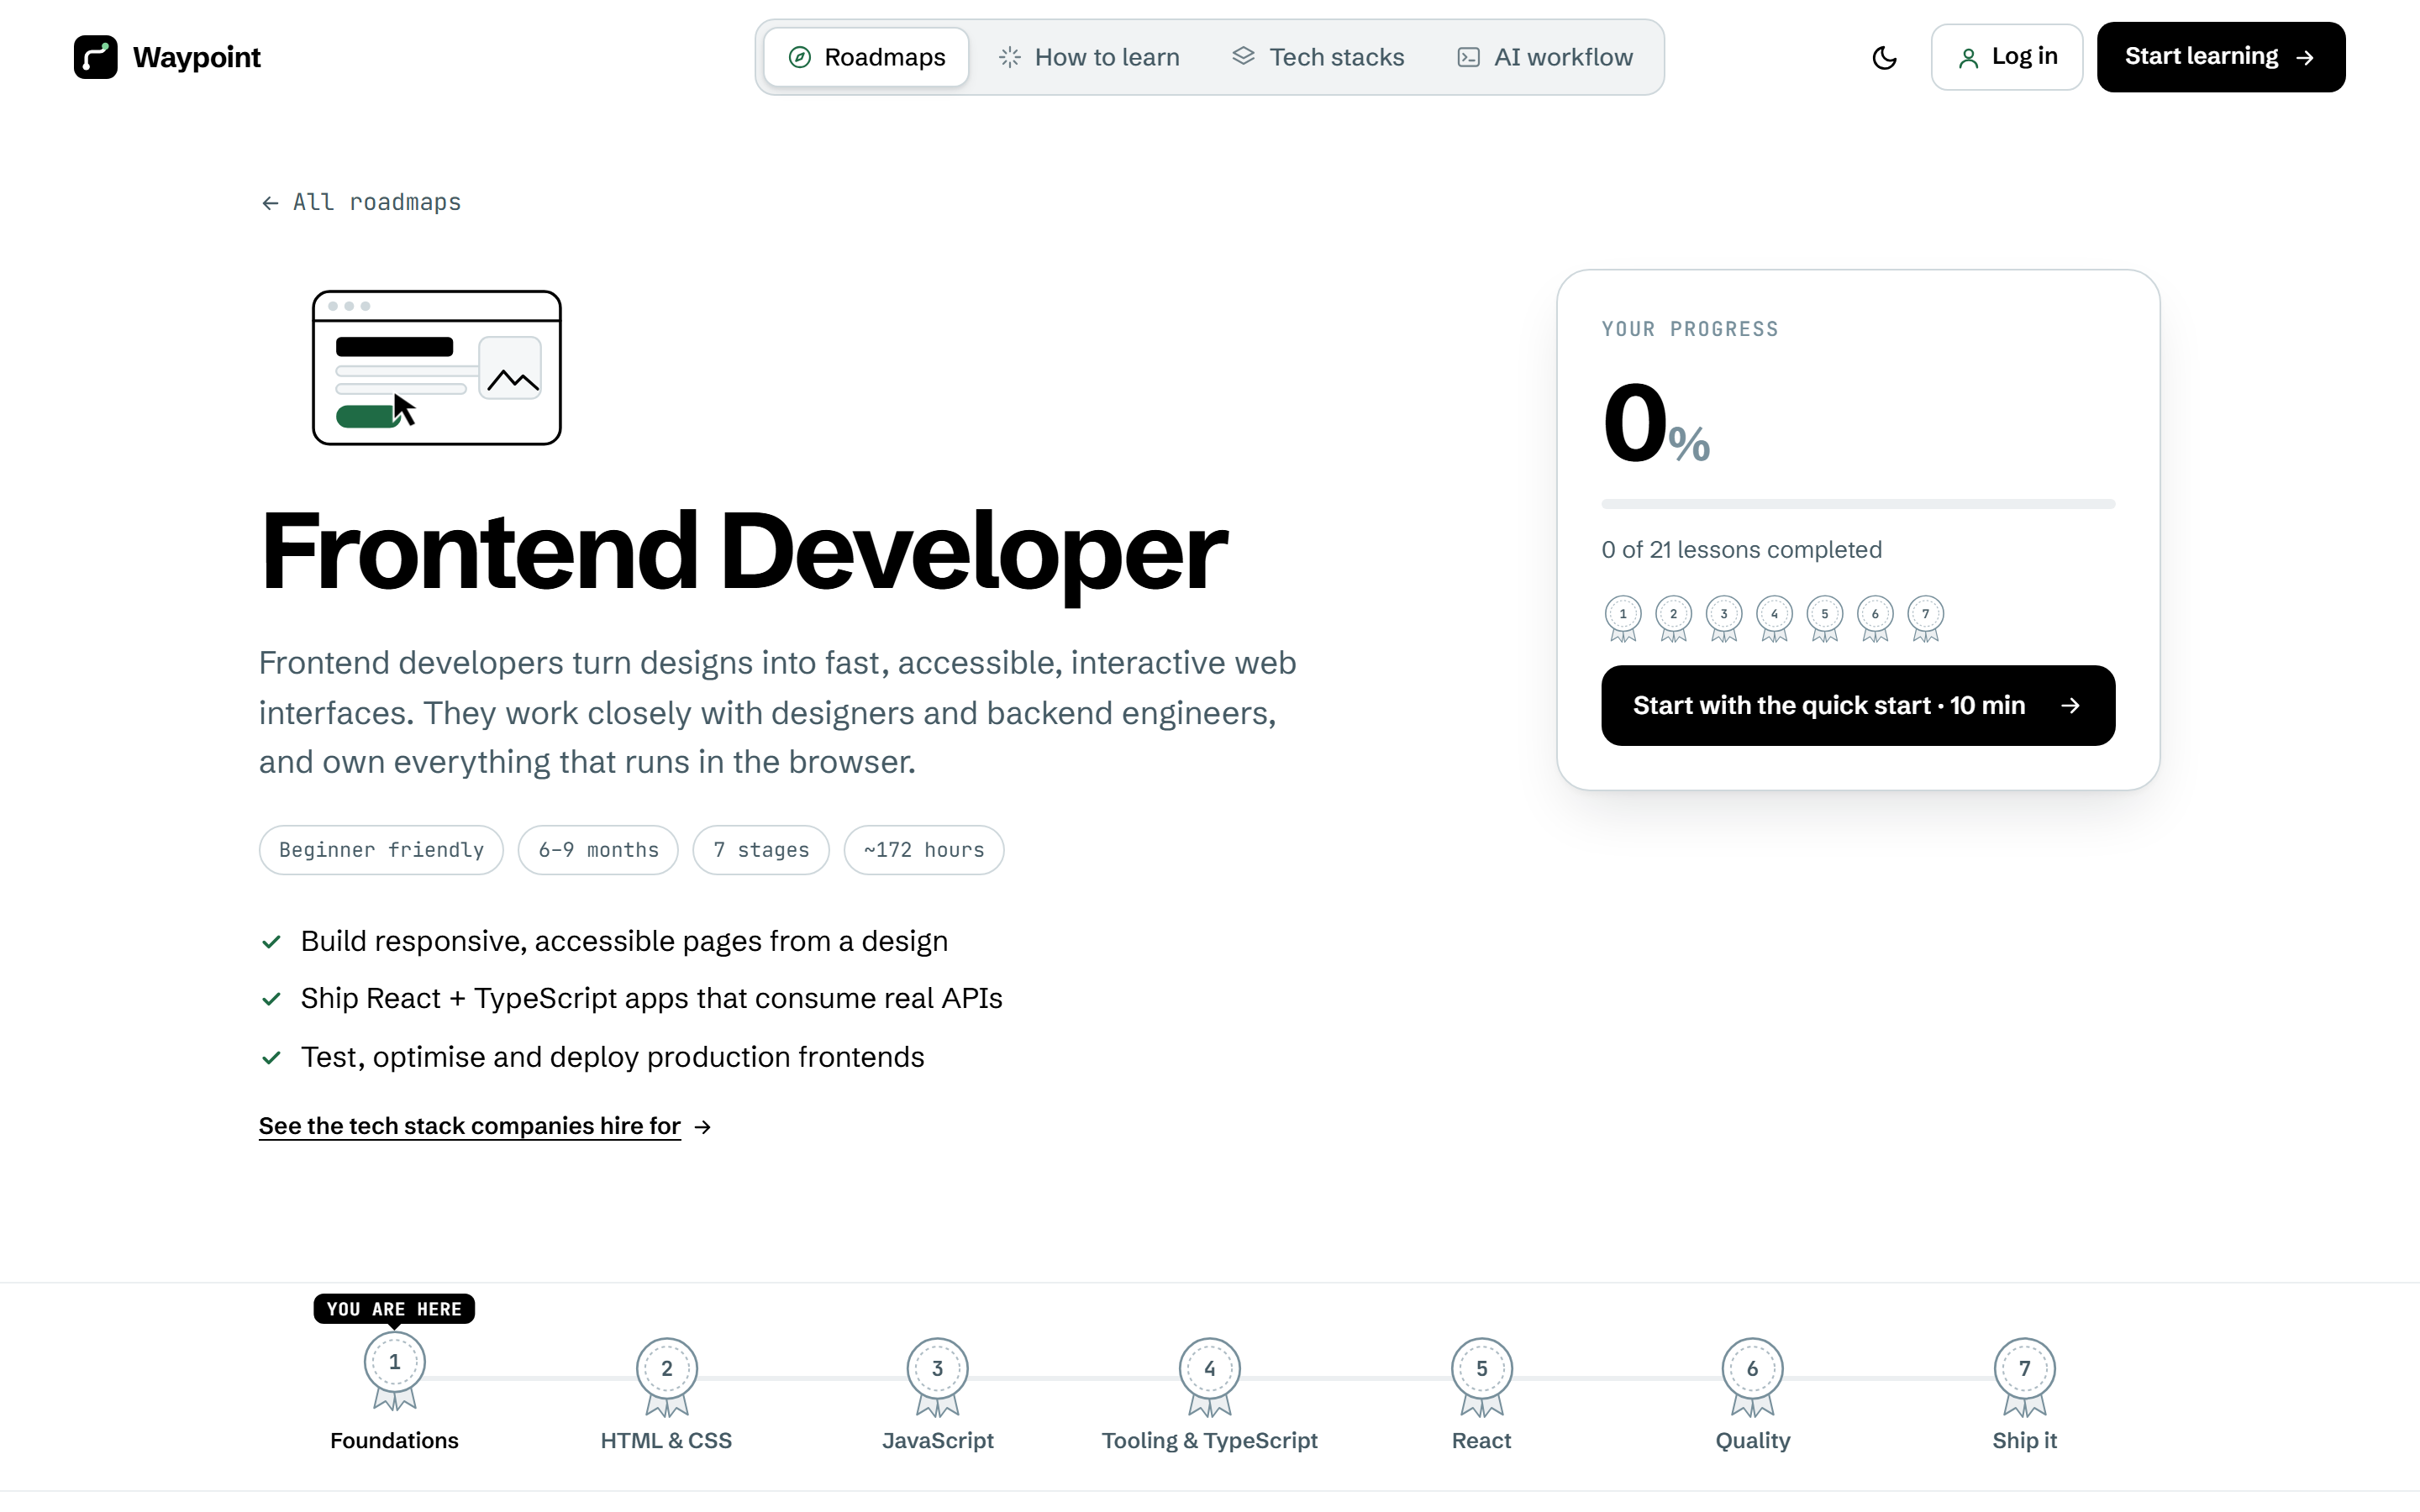 Waypoint
Roadmaps
How to learn
Tech stacks
AI workflow
Log in
Start learning →
← All roadmaps
Frontend Developer
Frontend developers turn designs into fast, accessible, interactive web
interfaces. They work closely with designers and backend engineers,
and own everything that runs in the browser.
Beginner friendly
6–9 months
7 stages
~172 hours
Build responsive, accessible pages from a design
Ship React + TypeScript apps that consume real APIs
Test, optimise and deploy production frontends
See the tech stack companies hire for →
YOUR PROGRESS
0%
0 of 21 lessons completed
1 2 3 4 5 6 7
Start with the quick start · 10 min →
YOU ARE HERE
1 2 3 4 5 6 7
Foundations
HTML & CSS
JavaScript
Tooling & TypeScript
React
Quality
Ship it